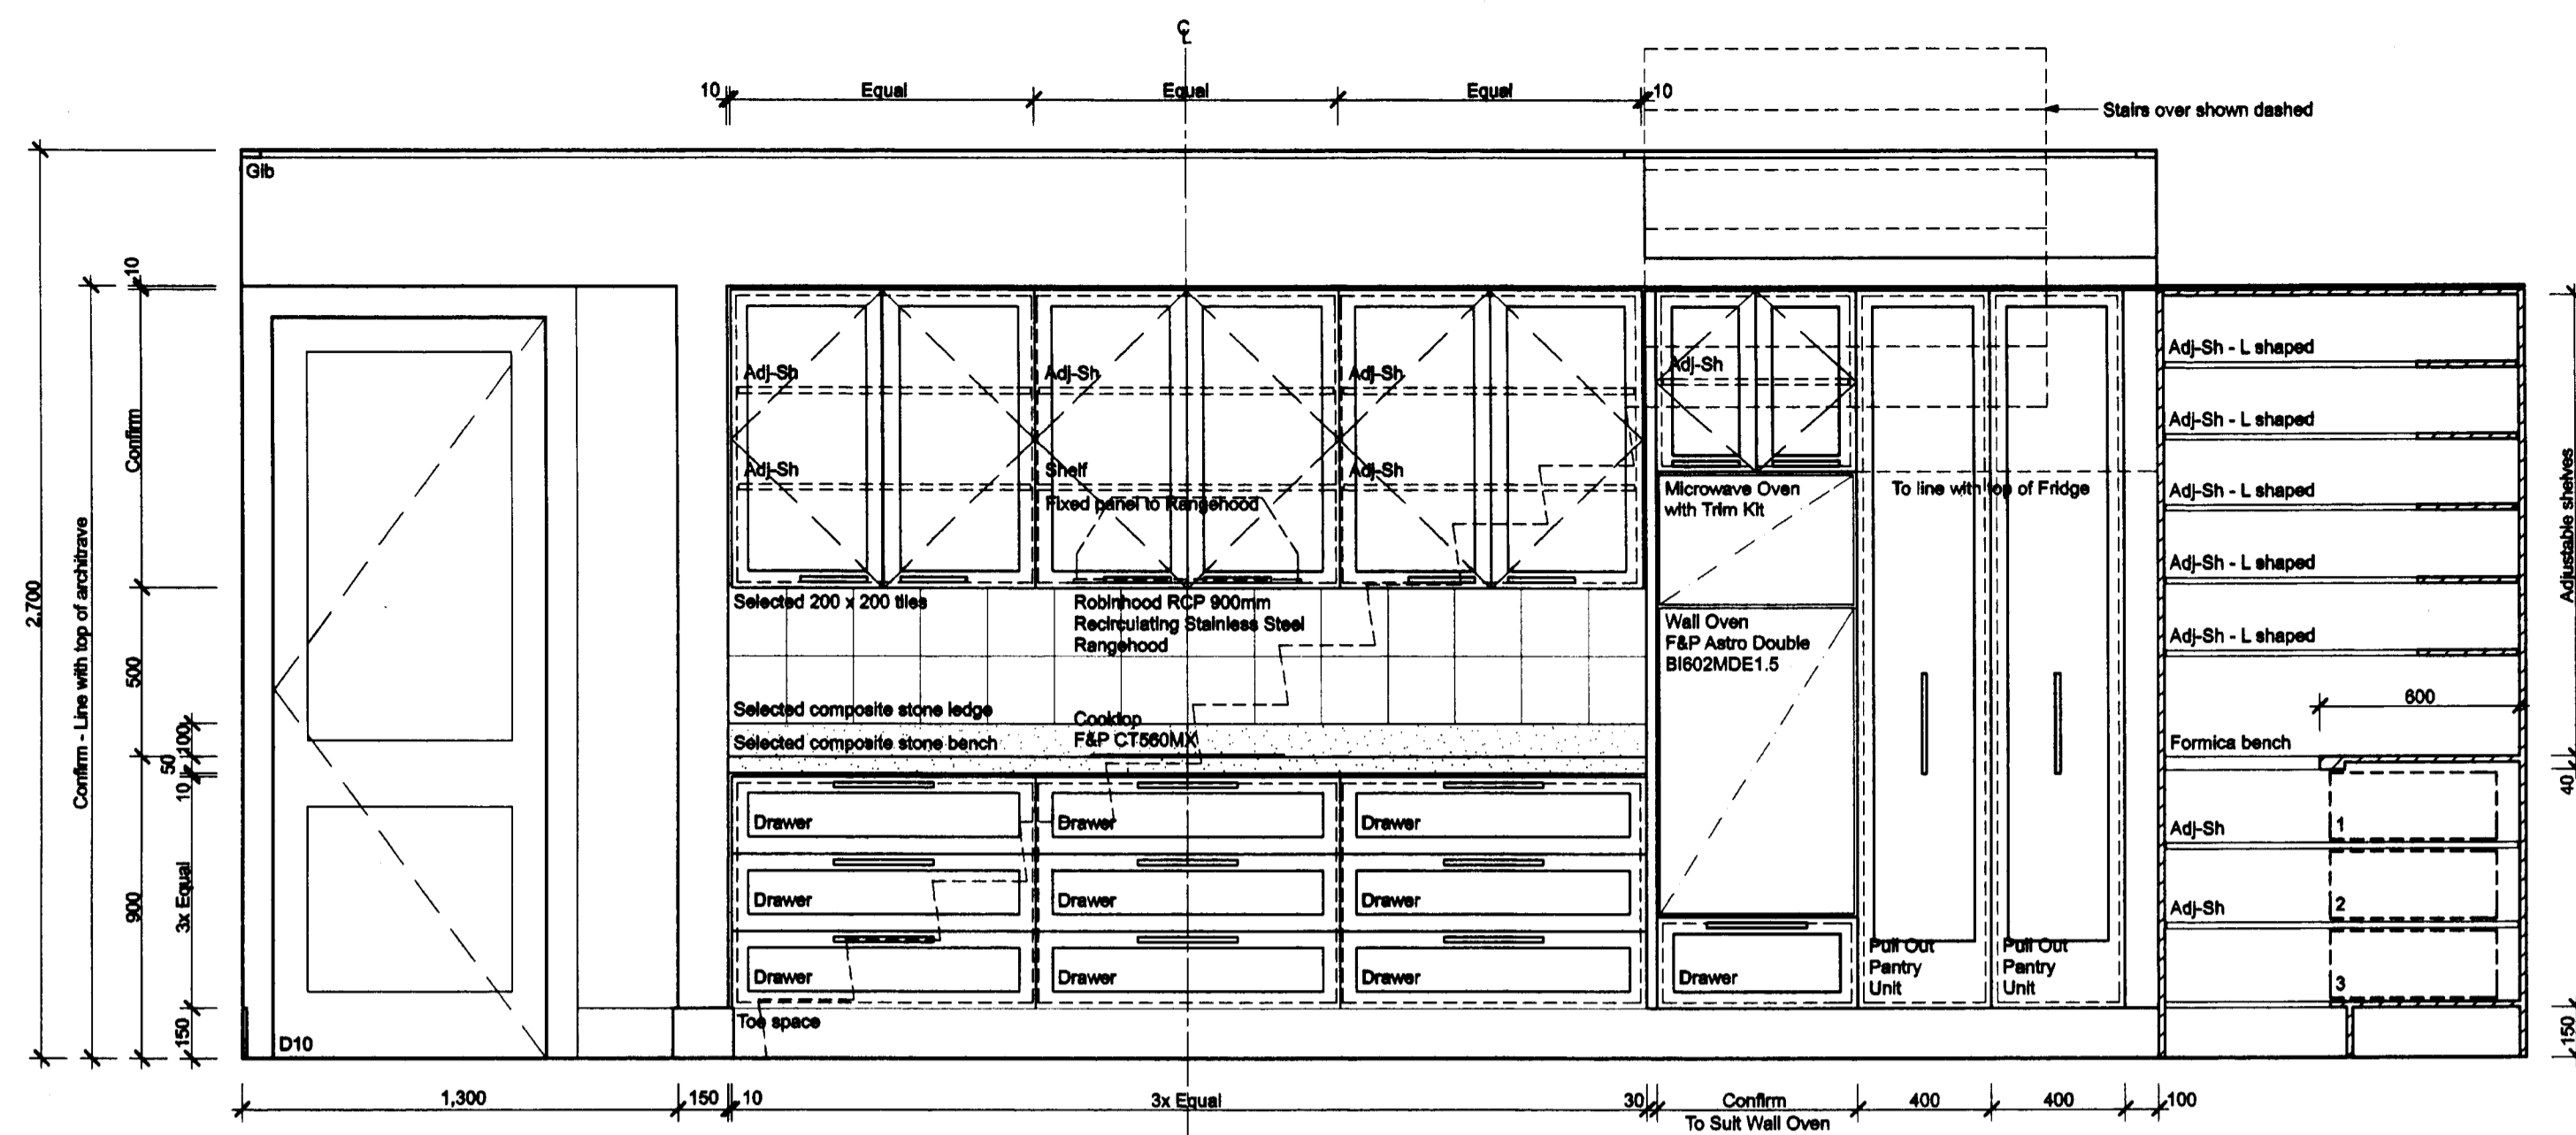 C
L
10
Equal
Equal
Equal
10
Stairs over shown dashed
Gib
2,700
Confirm - Line with top of architrave
10
Confirm
500
100
50
10
900
3x Equal
150
Adj-Sh
Adj-Sh
Adj-Sh
Adj-Sh
Adj-Sh
Shelf
Adj-Sh
Fixed panel to Rangehood
Microwave Oven
with Trim Kit
To line with top of Fridge
Selected 200 x 200 tiles
Robinhood RCP 900mm
Recirculating Stainless Steel
Rangehood
Wall Oven
F&P Astro Double
BI602MDE1.5
Selected composite stone ledge
Cooktop
F&P CT560MX
Selected composite stone bench
Drawer
Drawer
Drawer
Drawer
Drawer
Drawer
Drawer
Drawer
Drawer
Drawer
Pull Out
Pantry
Unit
Pull Out
Pantry
Unit
Toe space
D10
Adj-Sh - L shaped
Adj-Sh - L shaped
Adj-Sh - L shaped
Adj-Sh - L shaped
Adj-Sh - L shaped
Adjustable shelves
600
Formica bench
40
Adj-Sh
1
Adj-Sh
2
3
150
1,300
150
10
3x Equal
30
Confirm
To Suit Wall Oven
400
400
100